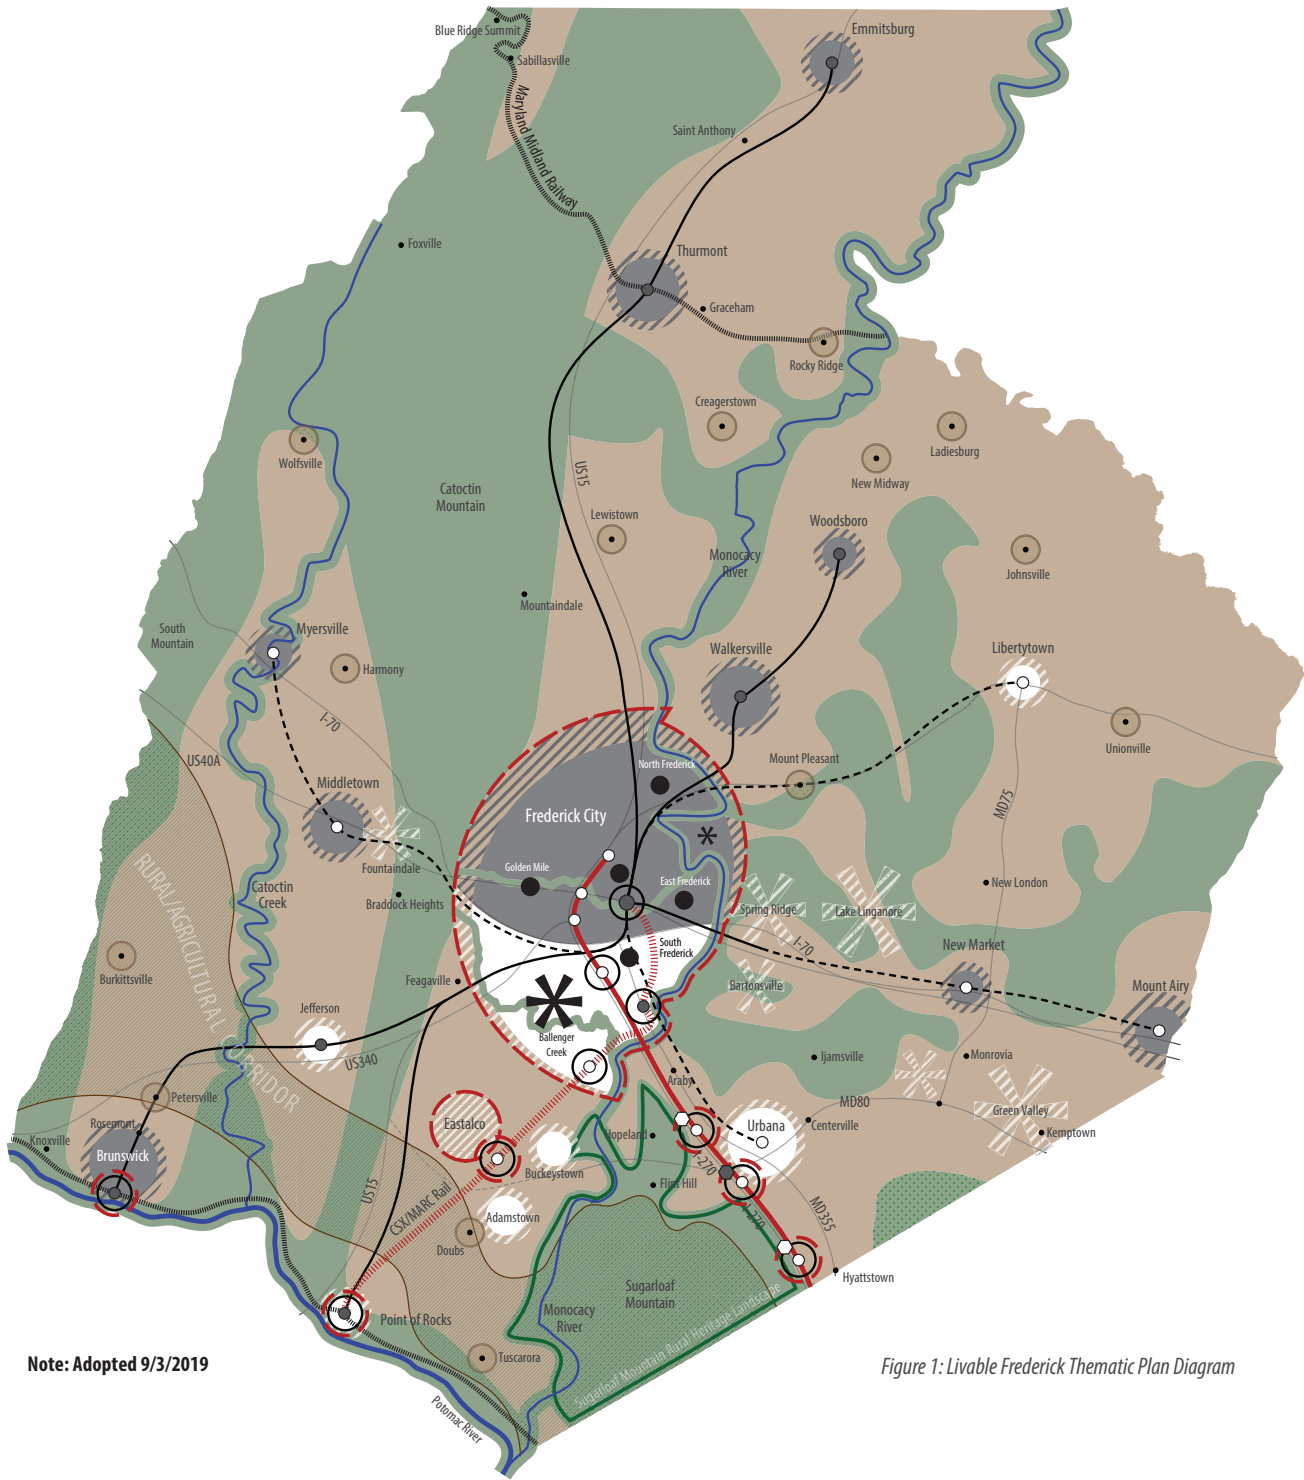 Emmitsburg
Blue Ridge Summit
Sabillasville
Maryland Midland Railway
Saint Anthony
Foxville
Thurmont
Graceham
Rocky Ridge
Creagerstown
Ladiesburg
Wolfsville
US15
New Midway
Catoctin
Mountain
Lewistown
Woodsboro
Monocacy
River
Johnsville
Mountaindale
South
Mountain
Myersville
Harmony
Walkersville
Libertytown
I-70
Unionville
US40A
Mount Pleasant
North Frederick
Middletown
Frederick City
MD75
Fountaindale
Golden Mile
East Frederick
New London
RURAL/AGRICULTURAL CORRIDOR
Catoctin
Creek
Braddock Heights
Spring Ridge
Lake Linganore
South
Frederick
I-70
New Market
Burkittsville
Feagaville
Bartonsville
Mount Airy
Jefferson
Ballenger
Creek
US340
Ijamsville
Monrovia
Araby
Petersville
MD80
Green Valley
Rosemont
Eastalco
Hopeland
Urbana
Centerville
Kemptown
Knoxville
Brunswick
Buckeystown
I-270
US15
CSX/MARC Rail
Flint Hill
Adamstown
I-270
MD355
Doubs
Hyattstown
Sugarloaf
Mountain
Monocacy
River
Point of Rocks
Sugarloaf Mountain Rural Heritage Landscape
Tuscarora
Potomac River
Note: Adopted 9/3/2019
Figure 1: Livable Frederick Thematic Plan Diagram